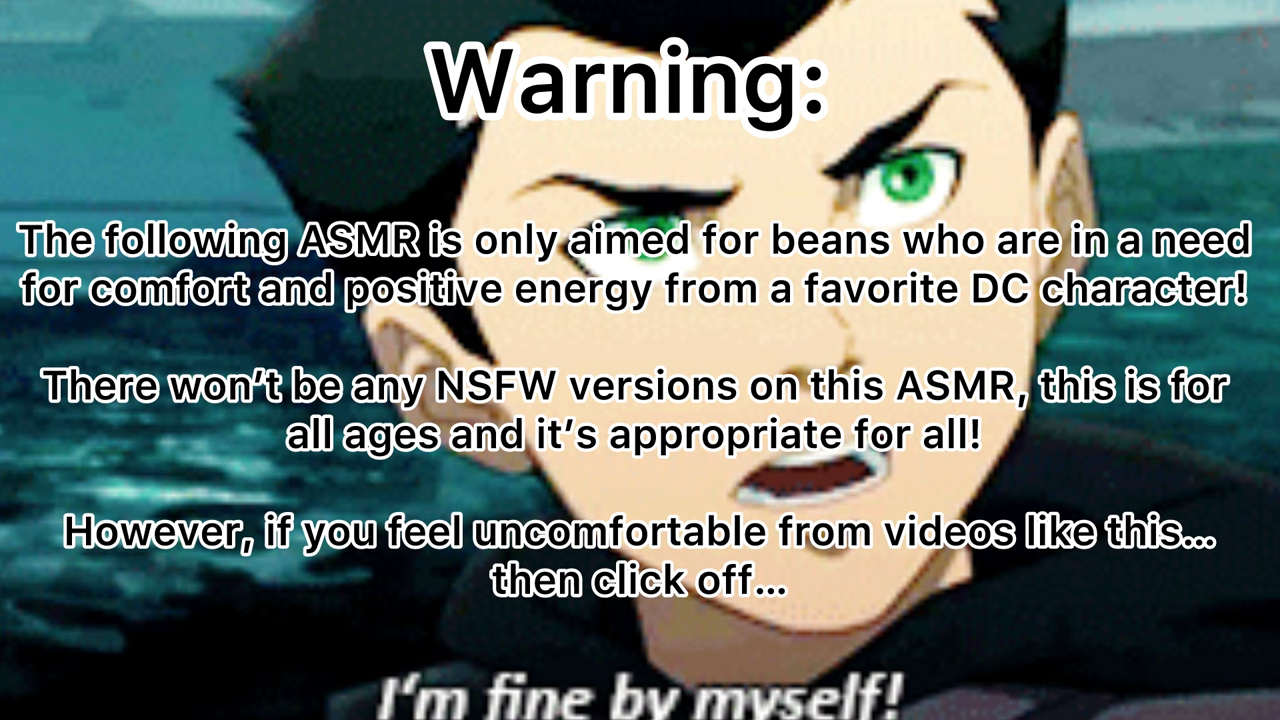 Warning:
The following ASMR is only aimed for beans who are in a need
for comfort and positive energy from a favorite DC character!
There won’t be any NSFW versions on this ASMR, this is for
all ages and it’s appropriate for all!
However, if you feel uncomfortable from videos like this...
then click off...
I'm fine by myself!